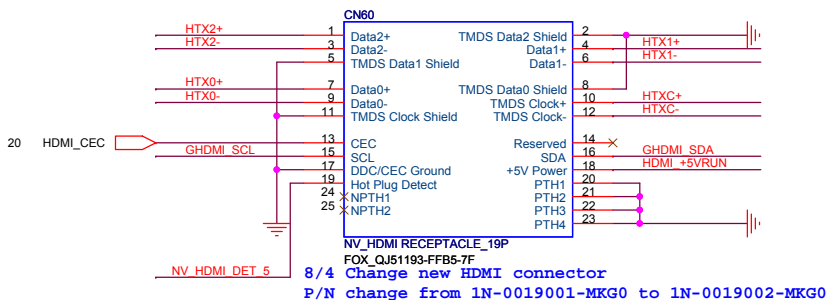 CN60
HTX2+ 1 Data2+ TMDS Data2 Shield 2
HTX2- 3 Data2- Data1+ 4 HTX1+
5 TMDS Data1 Shield Data1- 6 HTX1-
HTX0+ 7 Data0+ TMDS Data0 Shield 8
HTX0- 9 Data0- TMDS Clock+ 10 HTXC+
11 TMDS Clock Shield TMDS Clock- 12 HTXC-
20 HDMI_CEC 13 CEC Reserved 14
GHDMI_SCL 15 SCL SDA 16 GHDMI_SDA
17 DDC/CEC Ground +5V Power 18 HDMI_+5VRUN
19 Hot Plug Detect PTH1 20
24 NPTH1 PTH2 21
25 NPTH2 PTH3 22
PTH4 23
NV_HDMI RECEPTACLE_19P
FOX_QJ51193-FFB5-7F
NV_HDMI_DET_5
8/4 Change new HDMI connector
P/N change from 1N-0019001-MKG0 to 1N-0019002-MKG0